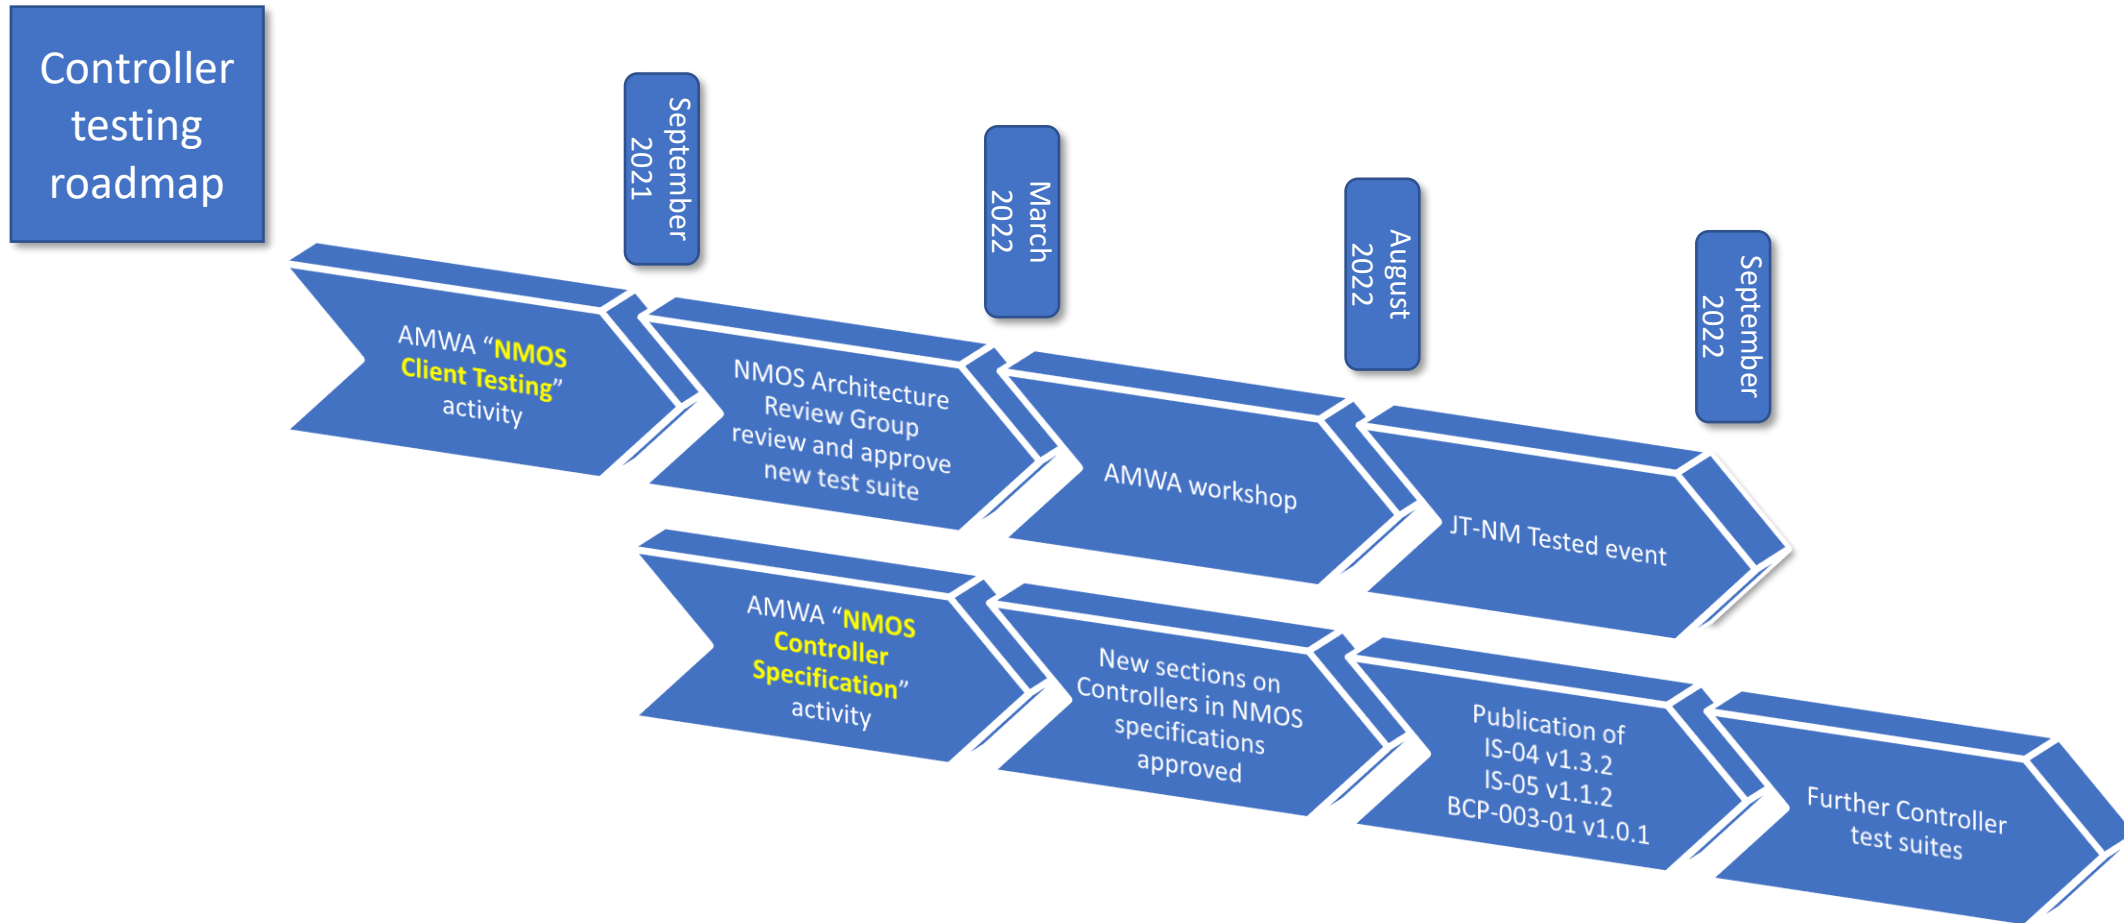 Controller
testing
roadmap
September
2021
March
2022
August
2022
September
2022
AMWA “NMOS
Client Testing”
activity
NMOS Architecture
Review Group
review and approve
new test suite
AMWA workshop
JT-NM Tested event
AMWA “NMOS
Controller
Specification”
activity
New sections on
Controllers in NMOS
specifications
approved
Publication of
IS-04 v1.3.2
IS-05 v1.1.2
BCP-003-01 v1.0.1
Further Controller
test suites